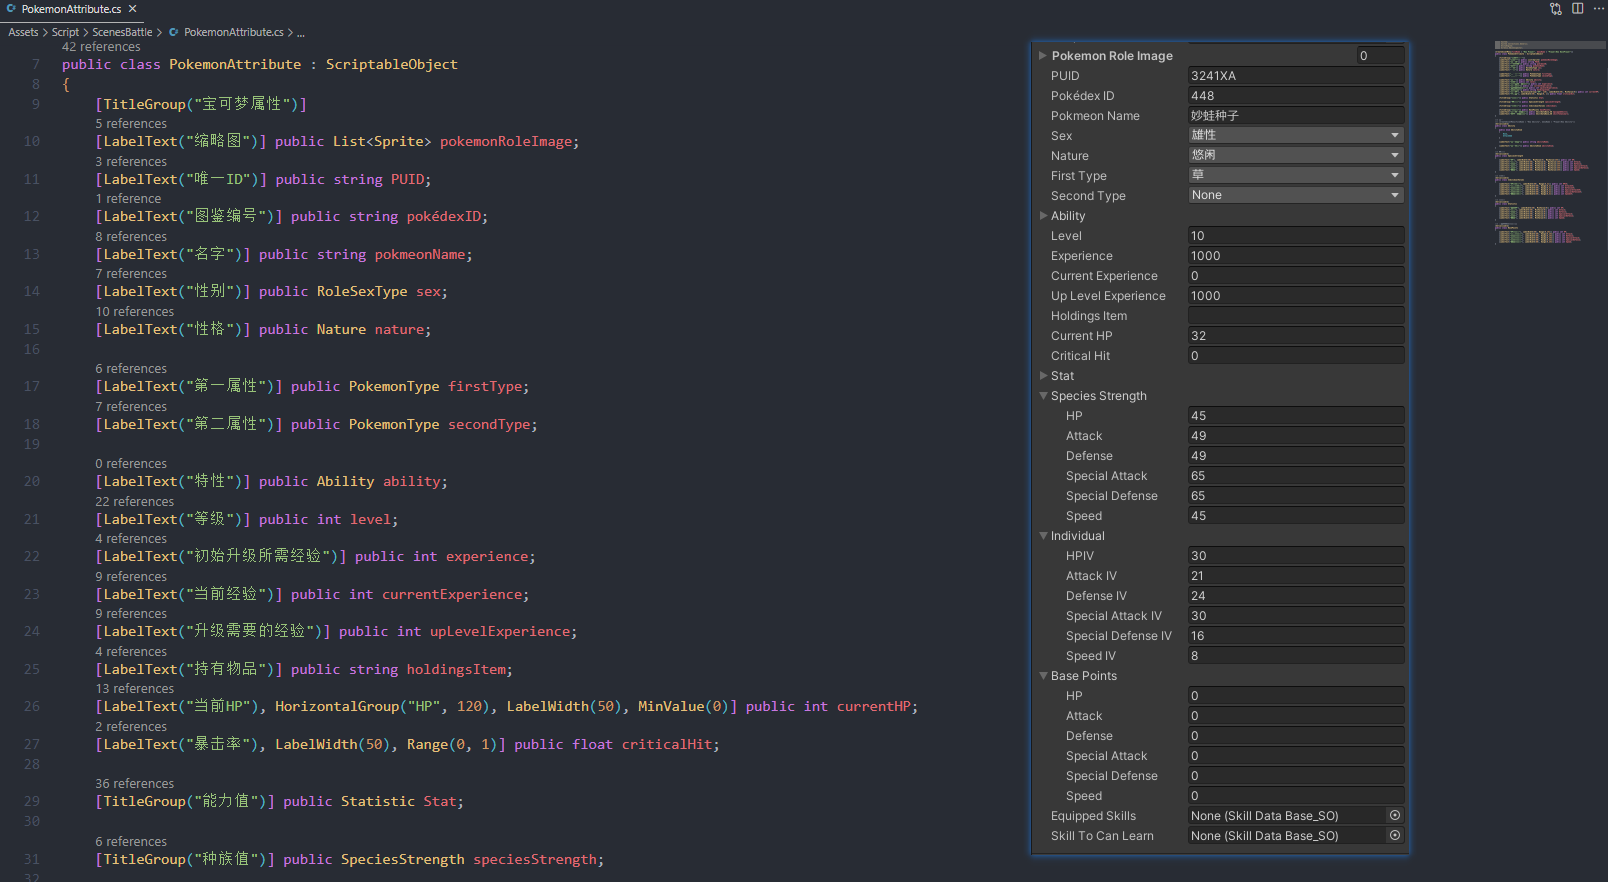 PokemonAttribute.cs
Assets > Script > ScenesBattle > PokemonAttribute.cs > ...
42 references
7 public class PokemonAttribute : ScriptableObject
8 {
9 [TitleGroup("宝可梦属性")]
5 references
10 [LabelText("缩略图")] public List<Sprite> pokemonRoleImage;
3 references
11 [LabelText("唯一ID")] public string PUID;
1 reference
12 [LabelText("图鉴编号")] public string pokédexID;
8 references
13 [LabelText("名字")] public string pokmeonName;
7 references
14 [LabelText("性别")] public RoleSexType sex;
10 references
15 [LabelText("性格")] public Nature nature;
16
6 references
17 [LabelText("第一属性")] public PokemonType firstType;
7 references
18 [LabelText("第二属性")] public PokemonType secondType;
19
0 references
20 [LabelText("特性")] public Ability ability;
22 references
21 [LabelText("等级")] public int level;
4 references
22 [LabelText("初始升级所需经验")] public int experience;
9 references
23 [LabelText("当前经验")] public int currentExperience;
9 references
24 [LabelText("升级需要的经验")] public int upLevelExperience;
4 references
25 [LabelText("持有物品")] public string holdingsItem;
13 references
26 [LabelText("当前HP"), HorizontalGroup("HP", 120), LabelWidth(50), MinValue(0)] public int currentHP;
2 references
27 [LabelText("暴击率"), LabelWidth(50), Range(0, 1)] public float criticalHit;
28
36 references
29 [TitleGroup("能力值")] public Statistic Stat;
30
6 references
31 [TitleGroup("种族值")] public SpeciesStrength speciesStrength;
32
Pokemon Role Image 0
PUID 3241XA
Pokédex ID 448
Pokmeon Name 妙蛙种子
Sex 雄性
Nature 悠闲
First Type 草
Second Type None
Ability
Level 10
Experience 1000
Current Experience 0
Up Level Experience 1000
Holdings Item
Current HP 32
Critical Hit 0
Stat
Species Strength
HP 45
Attack 49
Defense 49
Special Attack 65
Special Defense 65
Speed 45
Individual
HPIV 30
Attack IV 21
Defense IV 24
Special Attack IV 30
Special Defense IV 16
Speed IV 8
Base Points
HP 0
Attack 0
Defense 0
Special Attack 0
Special Defense 0
Speed 0
Equipped Skills None (Skill Data Base_SO)
Skill To Can Learn None (Skill Data Base_SO)